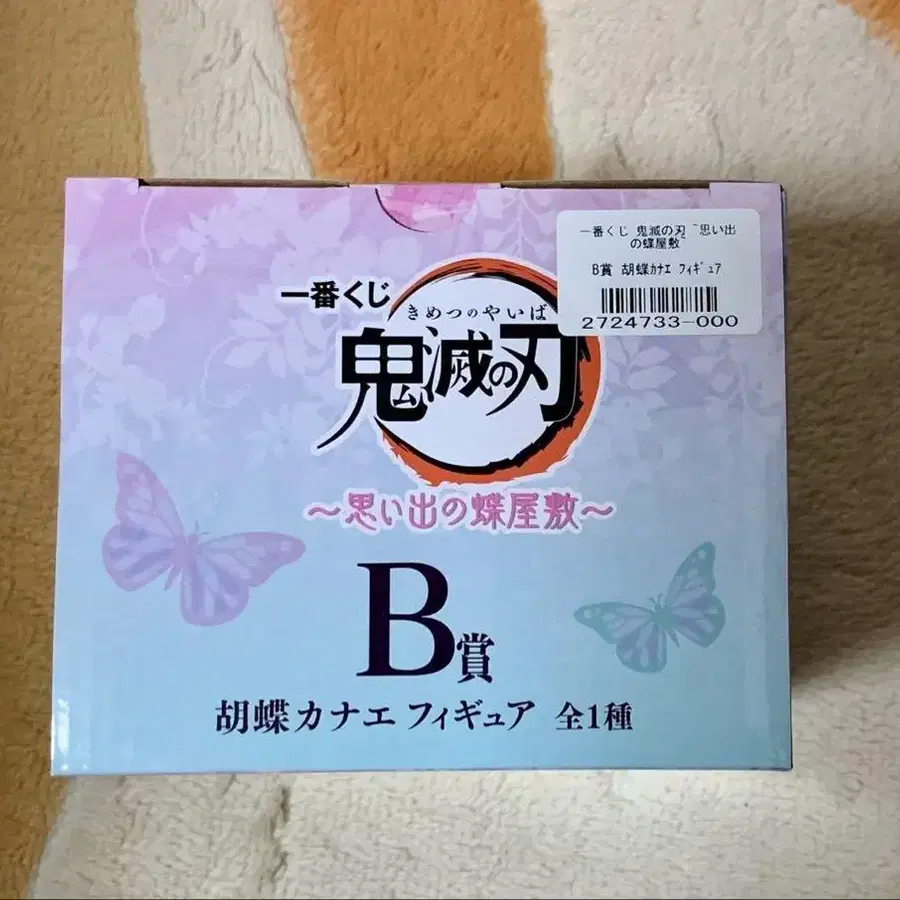 一番くじ 鬼滅の刃 ~思い出
の蝶屋敷~
B賞 胡蝶ｶﾅｴ ﾌｨｷﾞｭｱ
2724733-000
一番くじ
きめつのやいば
鬼滅の刃
～思い出の蝶屋敷～
B賞
胡蝶カナエ フィギュア 全1種